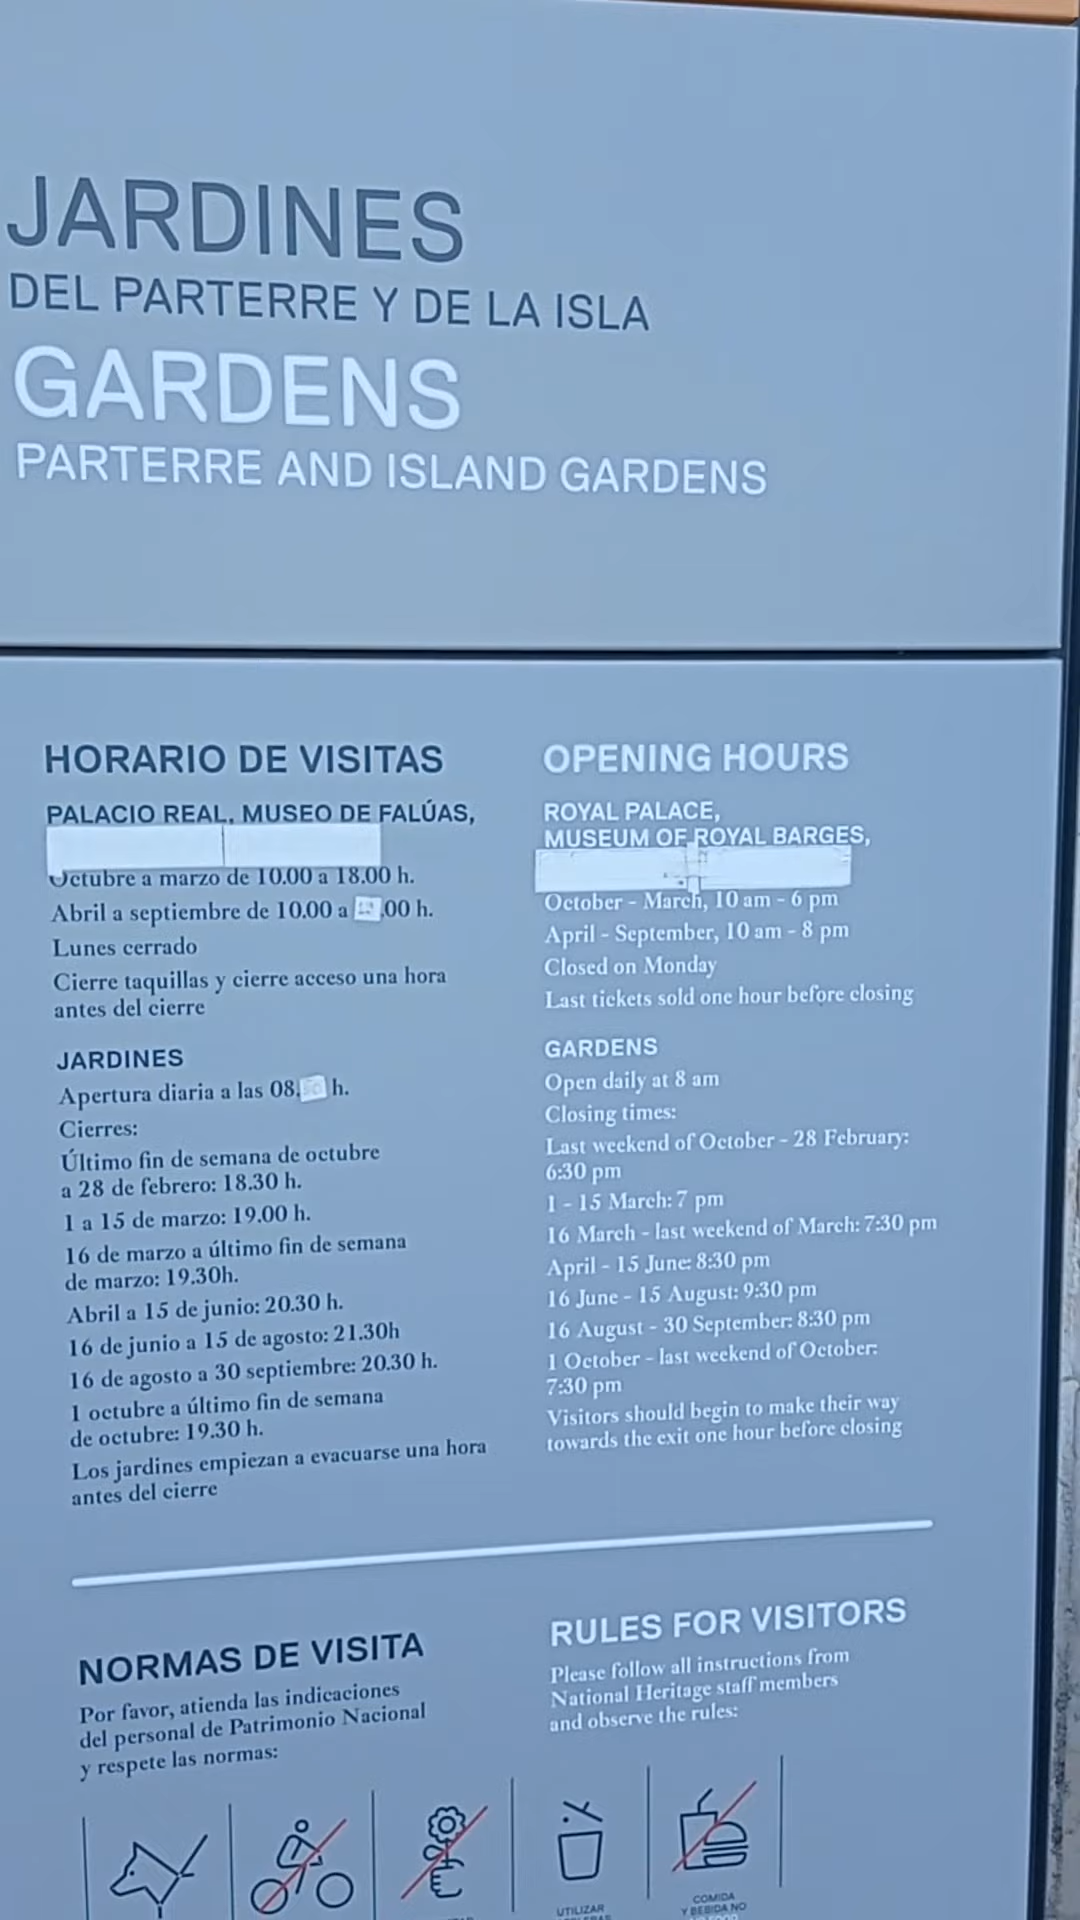 JARDINES
DEL PARTERRE Y DE LA ISLA
GARDENS
PARTERRE AND ISLAND GARDENS
HORARIO DE VISITAS
PALACIO REAL, MUSEO DE FALÚAS,
Octubre a marzo de 10.00 a 18.00 h.
Abril a septiembre de 10.00 a .00 h.
Lunes cerrado
Cierre taquillas y cierre acceso una hora
antes del cierre
JARDINES
Apertura diaria a las 08. h.
Cierres:
Último fin de semana de octubre
a 28 de febrero: 18.30 h.
1 a 15 de marzo: 19.00 h.
16 de marzo a último fin de semana
de marzo: 19.30h.
Abril a 15 de junio: 20.30 h.
16 de junio a 15 de agosto: 21.30h
16 de agosto a 30 septiembre: 20.30 h.
1 octubre a último fin de semana
de octubre: 19.30 h.
Los jardines empiezan a evacuarse una hora
antes del cierre
OPENING HOURS
ROYAL PALACE,
MUSEUM OF ROYAL BARGES,
October - March, 10 am - 6 pm
April - September, 10 am - 8 pm
Closed on Monday
Last tickets sold one hour before closing
GARDENS
Open daily at 8 am
Closing times:
Last weekend of October - 28 February:
6:30 pm
1 - 15 March: 7 pm
16 March - last weekend of March: 7:30 pm
April - 15 June: 8:30 pm
16 June - 15 August: 9:30 pm
16 August - 30 September: 8:30 pm
1 October - last weekend of October:
7:30 pm
Visitors should begin to make their way
towards the exit one hour before closing
NORMAS DE VISITA
Por favor, atienda las indicaciones
del personal de Patrimonio Nacional
y respete las normas:
RULES FOR VISITORS
Please follow all instructions from
National Heritage staff members
and observe the rules:
UTILIZAR
COMIDA
Y BEBIDA NO